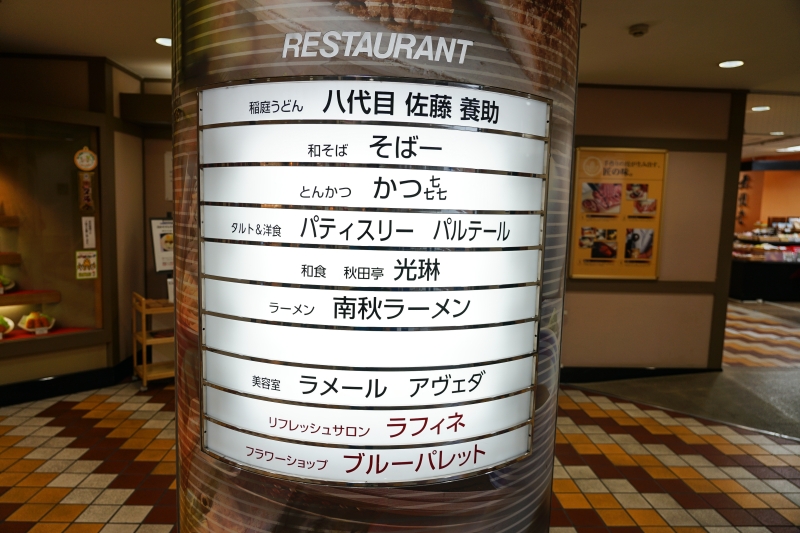 RESTAURANT
稲庭うどん 八代目 佐藤 養助
和そば そばー
とんかつ かつ㐂
タルト&洋食 パティスリー パルテール
和食 秋田亭 光琳
ラーメン 南秋ラーメン
美容室 ラメール アヴェダ
リフレッシュサロン ラフィネ
フラワーショップ ブルーパレット
匠の味。